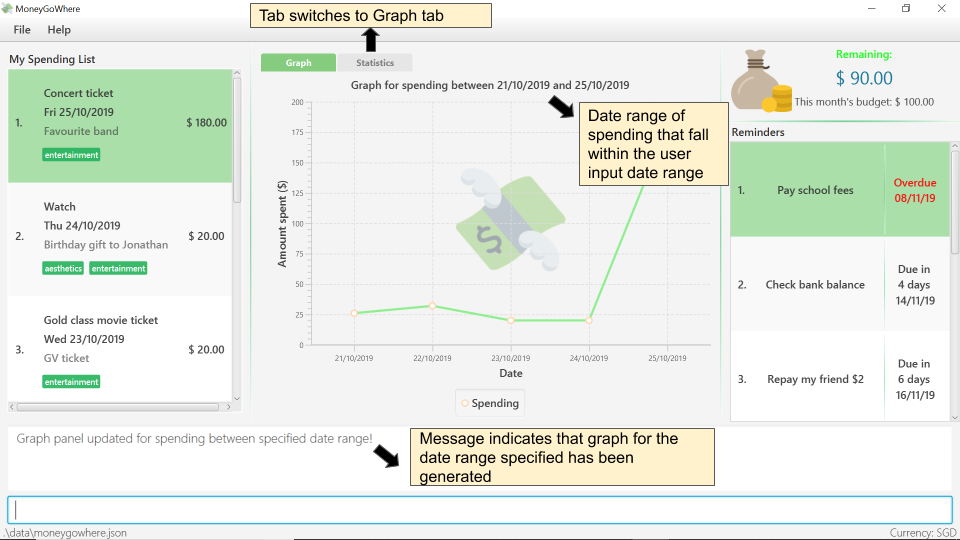 MoneyGoWhere
File Help
Tab switches to Graph tab
My Spending List
1.
Concert ticket
Fri 25/10/2019
Favourite band
entertainment
$ 180.00
2.
Watch
Thu 24/10/2019
Birthday gift to Jonathan
aesthetics entertainment
$ 20.00
3.
Gold class movie ticket
Wed 23/10/2019
GV ticket
entertainment
$ 20.00
Graph Statistics
Graph for spending between 21/10/2019 and 25/10/2019
Date range of
spending that fall
within the user
input date range
Amount spent ($)
200
175
150
125
100
75
50
25
0
21/10/2019 22/10/2019 23/10/2019 24/10/2019 25/10/2019
Date
Spending
Remaining:
$ 90.00
This month's budget: $ 100.00
Reminders
1.
Pay school fees
Overdue
08/11/19
2.
Check bank balance
Due in
4 days
14/11/19
3.
Repay my friend $2
Due in
6 days
16/11/19
Graph panel updated for spending between specified date range!
Message indicates that graph for the
date range specified has been
generated
.\data\moneygowhere.json
Currency: SGD